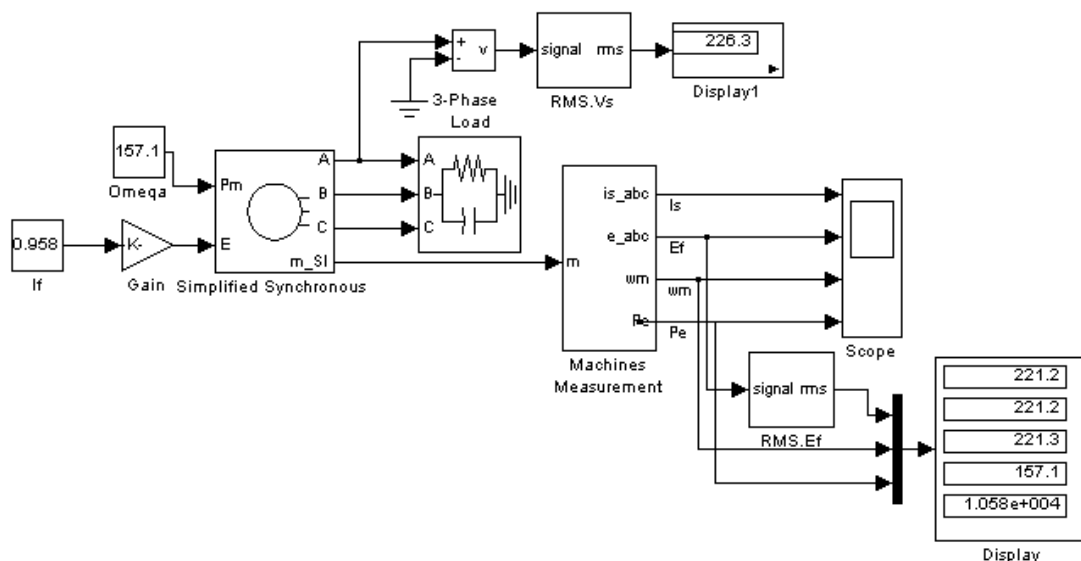 226.3
+
-
v
signal rms
RMS.Vs
Display1
3-Phase
Load
157.1
Omeqa
Pm
E
A
B
C
m_SI
Simplified Synchronous
A
B
C
0.958
If
K-
Gain
m
is_abc
e_abc
wm
Pe
Machines
Measurement
Is
Ef
wm
Pe
Scope
signal rms
RMS.Ef
221.2
221.2
221.3
157.1
1.058e+004
Display